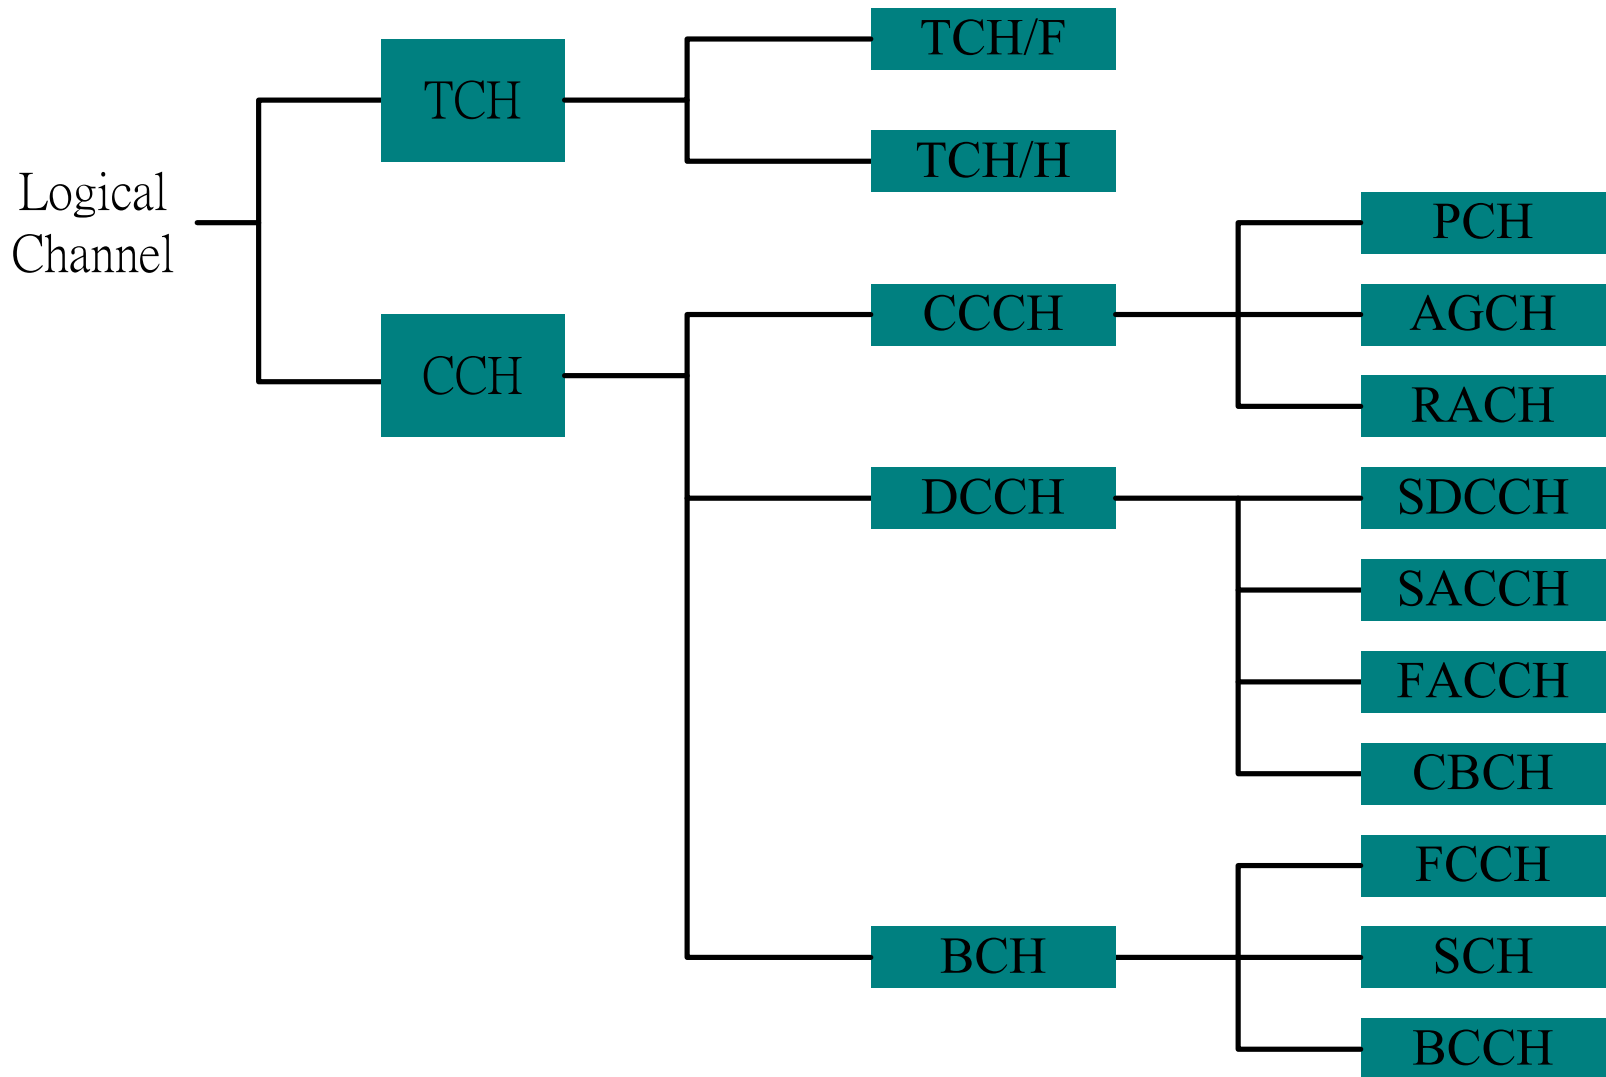 Logical
Channel
TCH
TCH/F
TCH/H
CCH
CCCH
PCH
AGCH
RACH
DCCH
SDCCH
SACCH
FACCH
CBCH
BCH
FCCH
SCH
BCCH